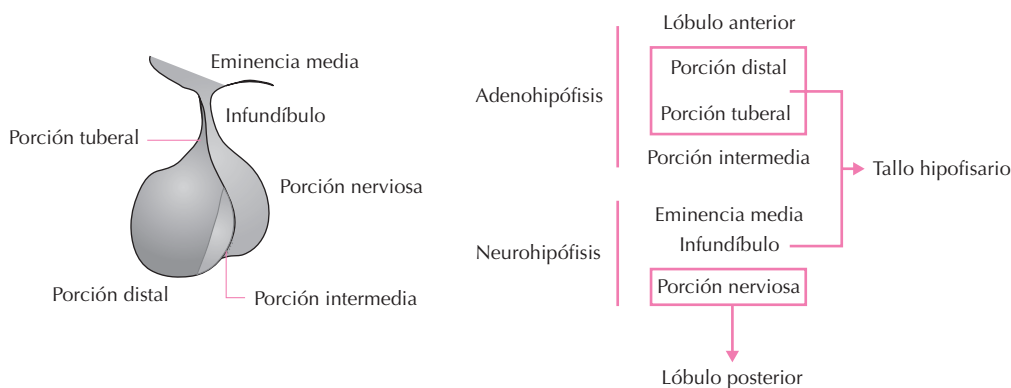 Eminencia media
Infundíbulo
Porción tuberal
Porción nerviosa
Porción distal
Porción intermedia
Lóbulo anterior
Porción distal
Adenohipófisis
Porción tuberal
Porción intermedia
Tallo hipofisario
Eminencia media
Infundíbulo
Neurohipófisis
Porción nerviosa
Lóbulo posterior